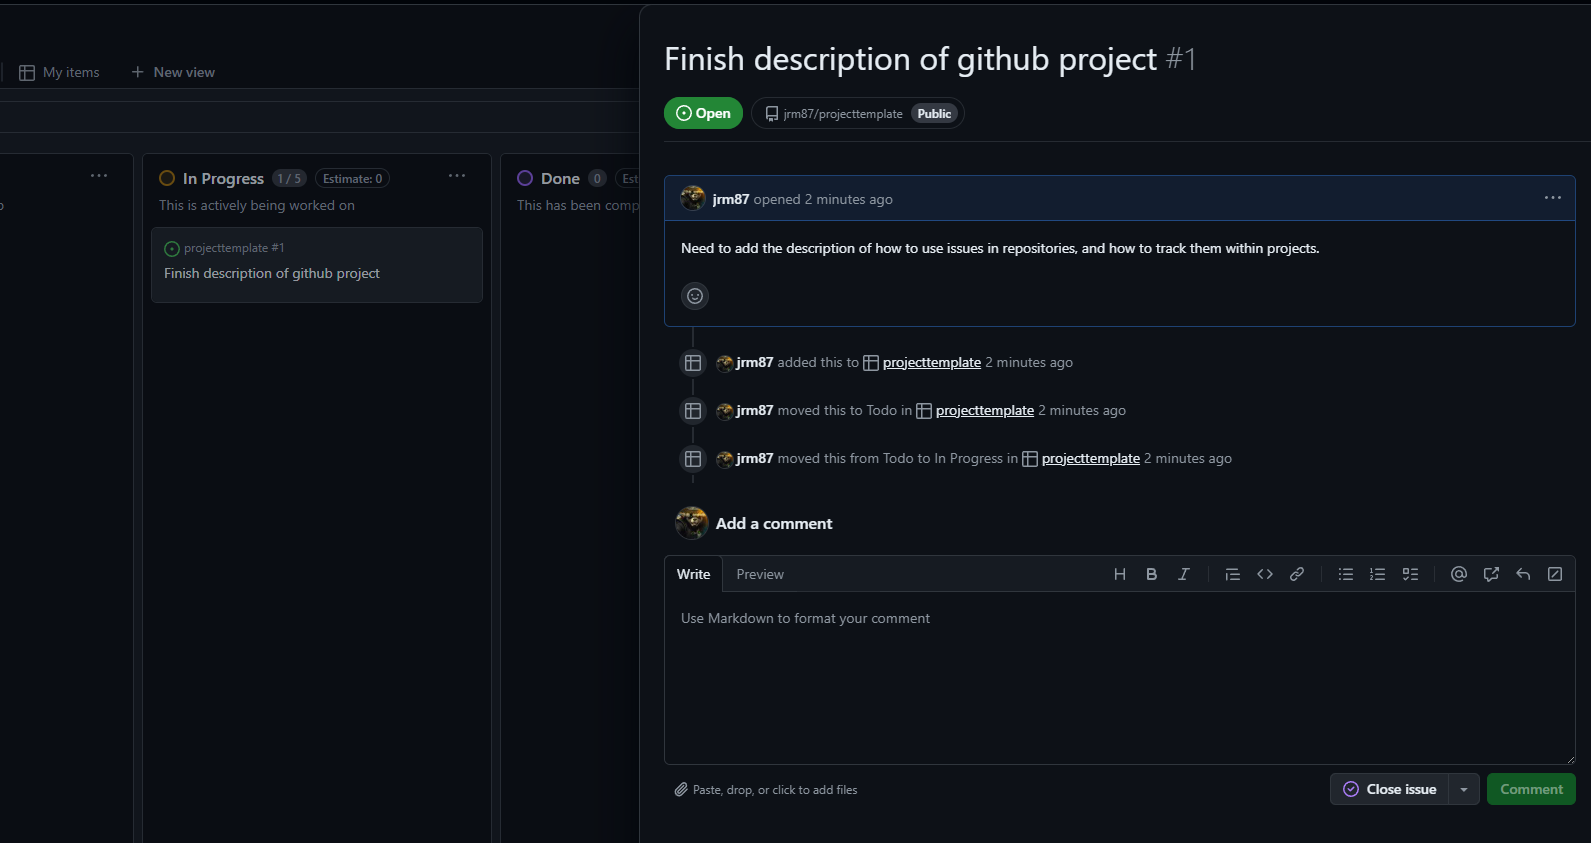 My items
New view
In Progress 1 / 5 Estimate: 0
This is actively being worked on
projecttemplate #1
Finish description of github project
Done 0 Est
This has been comp
Finish description of github project #1
Open jrm87/projecttemplate Public
jrm87 opened 2 minutes ago
Need to add the description of how to use issues in repositories, and how to track them within projects.
jrm87 added this to projecttemplate 2 minutes ago
jrm87 moved this to Todo in projecttemplate 2 minutes ago
jrm87 moved this from Todo to In Progress in projecttemplate 2 minutes ago
Add a comment
Write Preview
Use Markdown to format your comment
Paste, drop, or click to add files
Close issue Comment